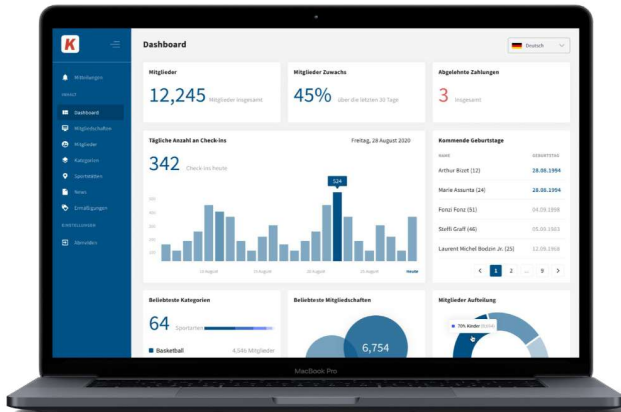 K
Dashboard
Deutsch
Mitteilungen
Dashboard
Mitgliedschaften
Mitglieder
Kategorien
Sportstätten
News
Ermäßigungen
EINSTELLUNGEN
Abmelden
Mitglieder
12,245 Mitglieder insgesamt
Mitglieder Zuwachs
45% über die letzten 30 Tage
Abgelehnte Zahlungen
3 insgesamt
Tägliche Anzahl an Check-ins
Freitag, 28 August 2020
342 Check-ins heute
524
Heute
Kommende Geburtstage
NAME GEBURTSTAG
Arthur Bizot (12) 28.08.1994
Marie Assunta (24) 28.08.1994
Fonzi Fonz (51) 04.09.1998
Steffi Graff (46) 05.09.1983
Laurent Michel Bodzin Jr. (25) 12.09.1968
< 1 2 ... 9 >
Beliebteste Kategorien
64 Sportarten
Basketball 4,546 Mitglieder
Beliebteste Mitgliedschaften
6,754
Mitglieder Aufteilung
70% Kinder
MacBook Pro